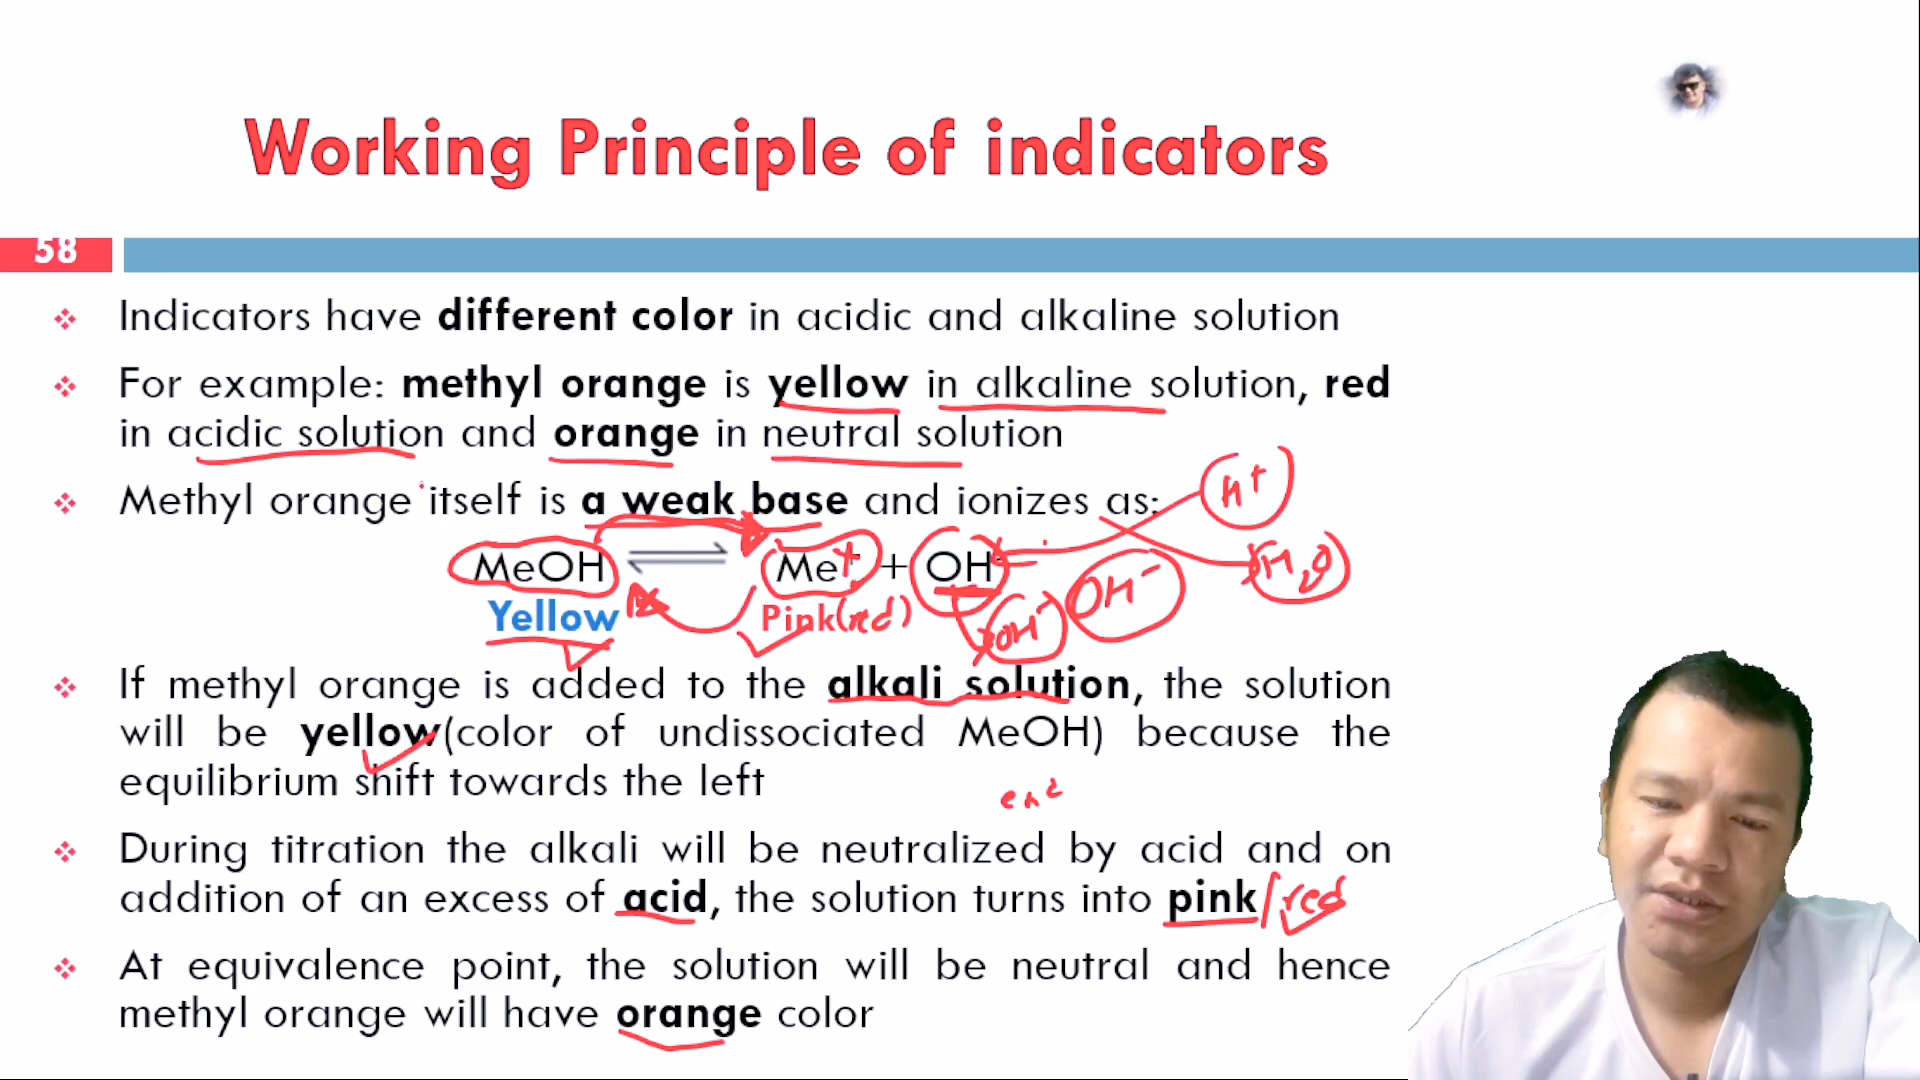 Working Principle of indicators
58
❖ Indicators have different color in acidic and alkaline solution
❖ For example: methyl orange is yellow in alkaline solution, red
in acidic solution and orange in neutral solution
❖ Methyl orange itself is a weak base and ionizes as:
H+
MeOH ⇌ Me+ + OH- OH- H2O
Yellow Pink(red) OH-
❖ If methyl orange is added to the alkali solution, the solution
will be yellow(color of undissociated MeOH) because the
equilibrium shift towards the left
❖ During titration the alkali will be neutralized by acid and on
addition of an excess of acid, the solution turns into pink/red
❖ At equivalence point, the solution will be neutral and hence
methyl orange will have orange color